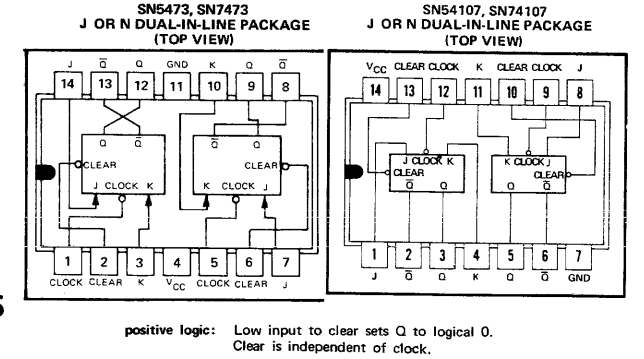 SN5473, SN7473
J OR N DUAL-IN-LINE PACKAGE
(TOP VIEW)
J Q̅ Q GND K Q Q̅
14 13 12 11 10 9 8
Q Q̅ Q̅ Q
CLEAR CLEAR
J CLOCK K K CLOCK J
1 2 3 4 5 6 7
CLOCK CLEAR K VCC CLOCK CLEAR J
SN54107, SN74107
J OR N DUAL-IN-LINE PACKAGE
(TOP VIEW)
VCC CLEAR CLOCK K CLEAR CLOCK J
14 13 12 11 10 9 8
J CLOCK K K CLOCK J
CLEAR CLEAR
Q̅ Q Q Q̅
1 2 3 4 5 6 7
J Q̅ Q K Q Q̅ GND
5
positive logic: Low input to clear sets Q to logical 0.
Clear is independent of clock.